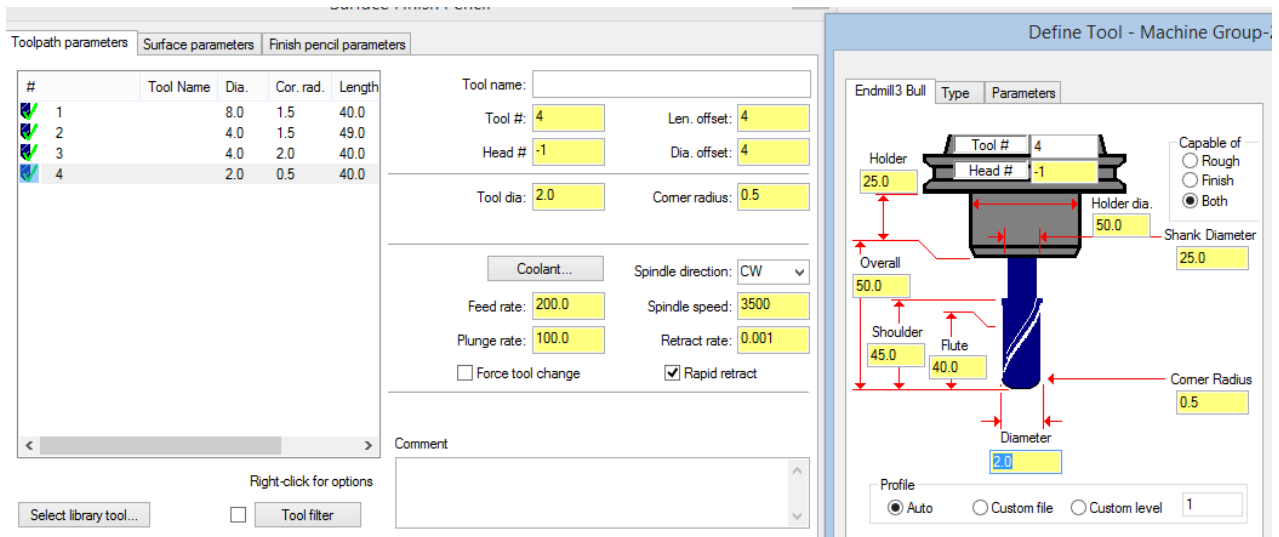 Surface Finish Pencil
Toolpath parameters Surface parameters Finish pencil parameters
# Tool Name Dia. Cor. rad. Length
1 8.0 1.5 40.0
2 4.0 1.5 49.0
3 4.0 2.0 40.0
4 2.0 0.5 40.0
Select library tool...
Right-click for options
Tool filter
Tool name:
Tool #: 4 Len. offset: 4
Head # -1 Dia. offset: 4
Tool dia: 2.0 Corner radius: 0.5
Coolant... Spindle direction: CW
Feed rate: 200.0 Spindle speed: 3500
Plunge rate: 100.0 Retract rate: 0.001
Force tool change Rapid retract
Comment
Define Tool - Machine Group-
Endmill3 Bull Type Parameters
Tool # 4
Head # -1
Capable of
Rough
Finish
Both
Holder
25.0
Holder dia.
50.0
Shank Diameter
25.0
Overall
50.0
Shoulder
45.0
Flute
40.0
Corner Radius
0.5
Diameter
2.0
Profile
Auto Custom file Custom level 1